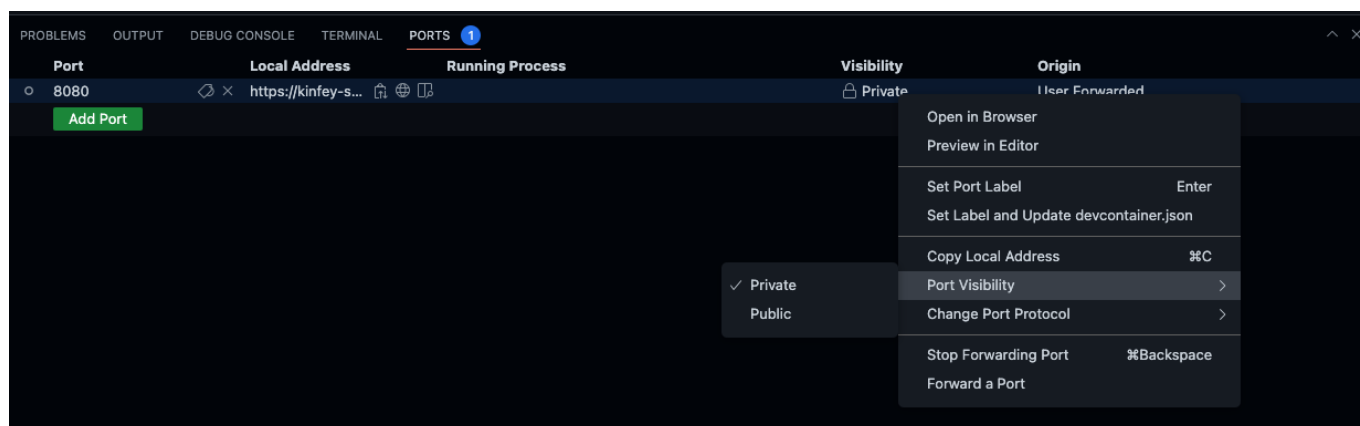 PROBLEMS OUTPUT DEBUG CONSOLE TERMINAL PORTS 1
Port Local Address Running Process Visibility Origin
8080 https://kinfey-s... Private User Forwarded
Add Port
Open in Browser
Preview in Editor
Set Port Label Enter
Set Label and Update devcontainer.json
Copy Local Address ⌘C
Port Visibility
Change Port Protocol
Stop Forwarding Port ⌘Backspace
Forward a Port
Private
Public